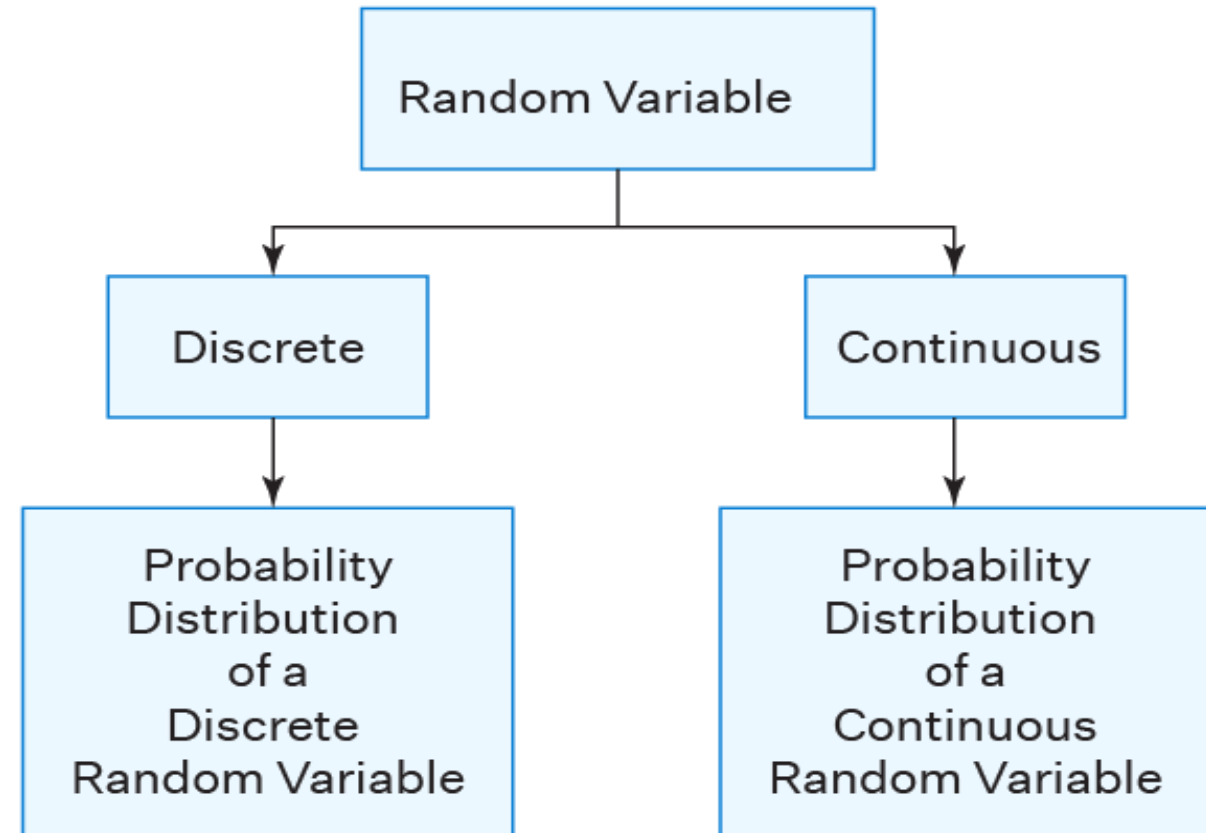 Random Variable
Discrete
Continuous
Probability
Distribution
of a
Discrete
Random Variable
Probability
Distribution
of a
Continuous
Random Variable